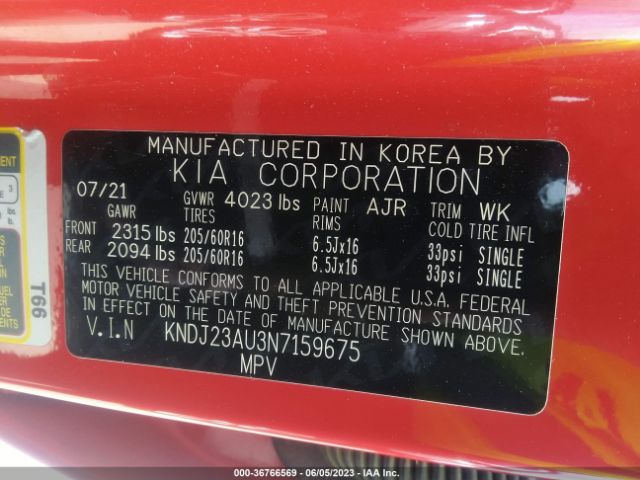 MANUFACTURED IN KOREA BY
KIA CORPORATION
07/21 GVWR 4023 lbs PAINT AJR TRIM WK
GAWR TIRES RIMS COLD TIRE INFL
FRONT 2315 lbs 205/60R16 6.5Jx16 33psi SINGLE
REAR 2094 lbs 205/60R16 6.5Jx16 33psi SINGLE
THIS VEHICLE CONFORMS TO ALL APPLICABLE U.S.A. FEDERAL
MOTOR VEHICLE SAFETY AND THEFT PREVENTION STANDARDS
IN EFFECT ON THE DATE OF MANUFACTURE SHOWN ABOVE.
V.I.N KNDJ23AU3N7159675
MPV
T66
000-36766569 - 06/05/2023 - IAA Inc.